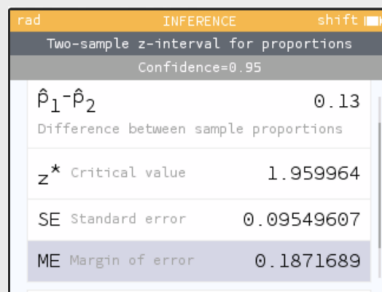 rad INFERENCE shift
Two-sample z-interval for proportions
Confidence=0.95
p̂₁-p̂₂ 0.13
Difference between sample proportions
z* Critical value 1.959964
SE Standard error 0.09549607
ME Margin of error 0.1871689